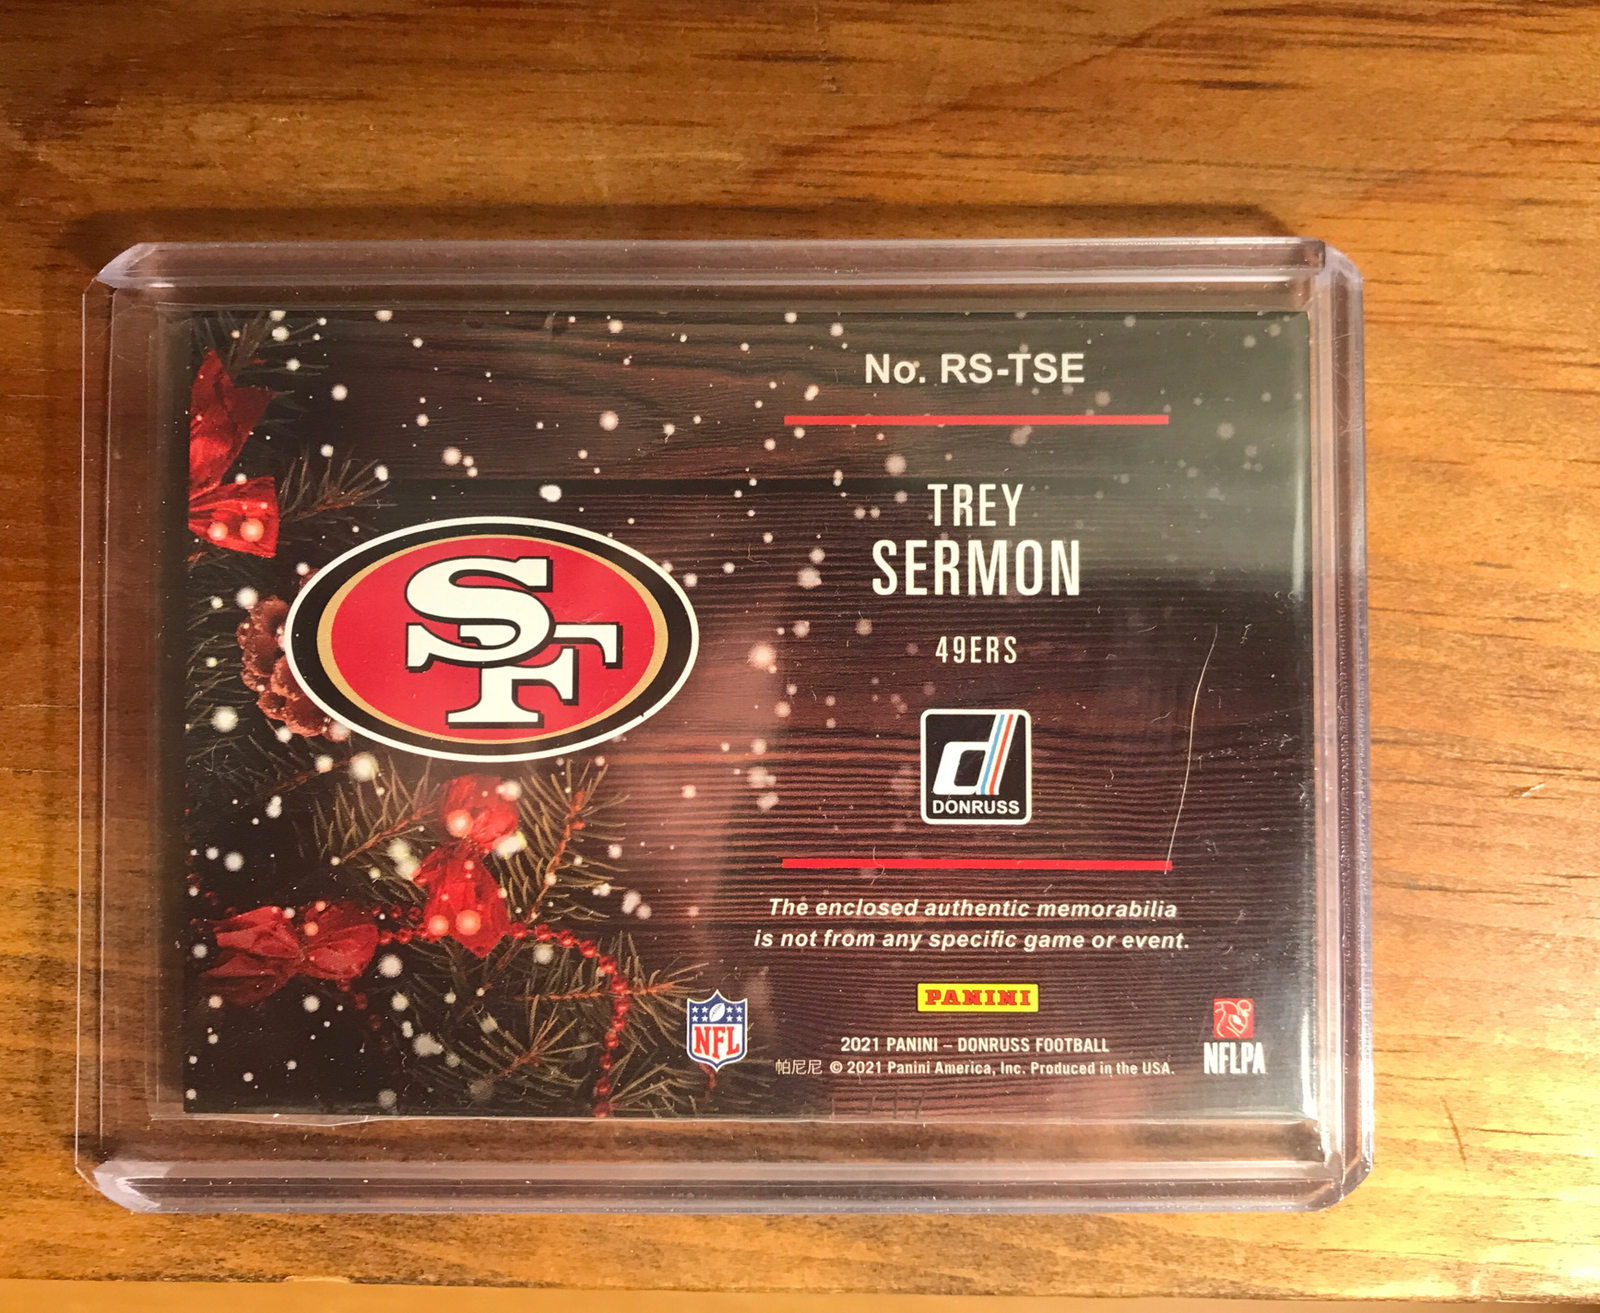 No. RS-TSE
TREY
SERMON
49ERS
SF
DONRUSS
The enclosed authentic memorabilia
is not from any specific game or event.
PANINI
NFL
2021 PANINI – DONRUSS FOOTBALL
帕尼尼 © 2021 Panini America, Inc. Produced in the USA.
NFLPA